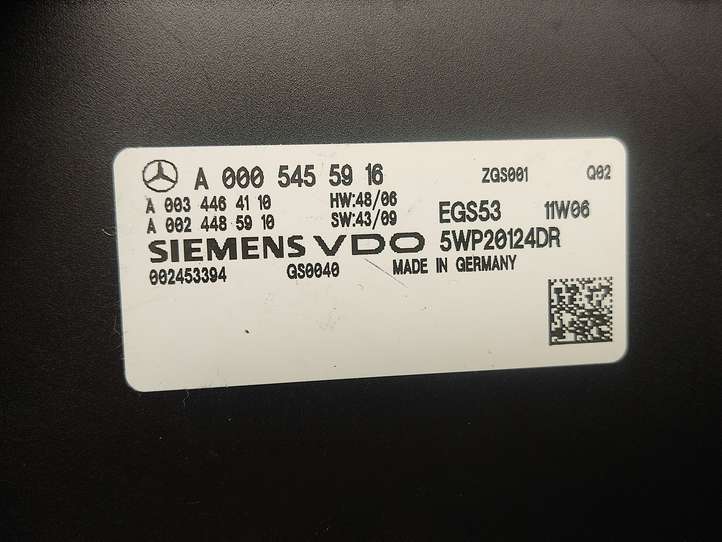 A 000 545 59 16 ZGS001 Q02
A 003 446 41 10 HW:48/06
A 002 448 59 10 SW:43/09 EGS53 11W06
SIEMENS VDO 5WP20124DR
002453394 QS0040 MADE IN GERMANY